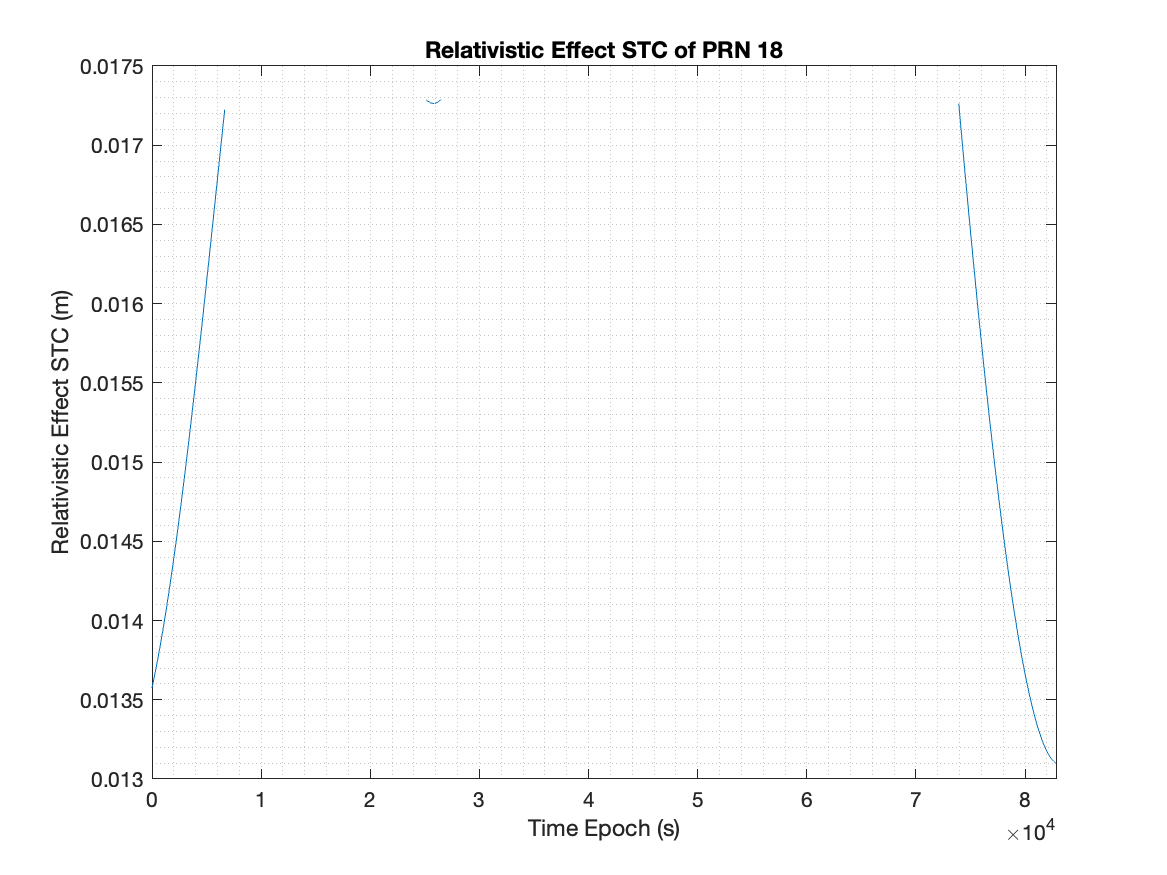 Relativistic Effect STC of PRN 18
0.0175
0.017
0.0165
0.016
0.0155
0.015
0.0145
0.014
0.0135
0.013
Relativistic Effect STC (m)
0 1 2 3 4 5 6 7 8
×10⁴
Time Epoch (s)